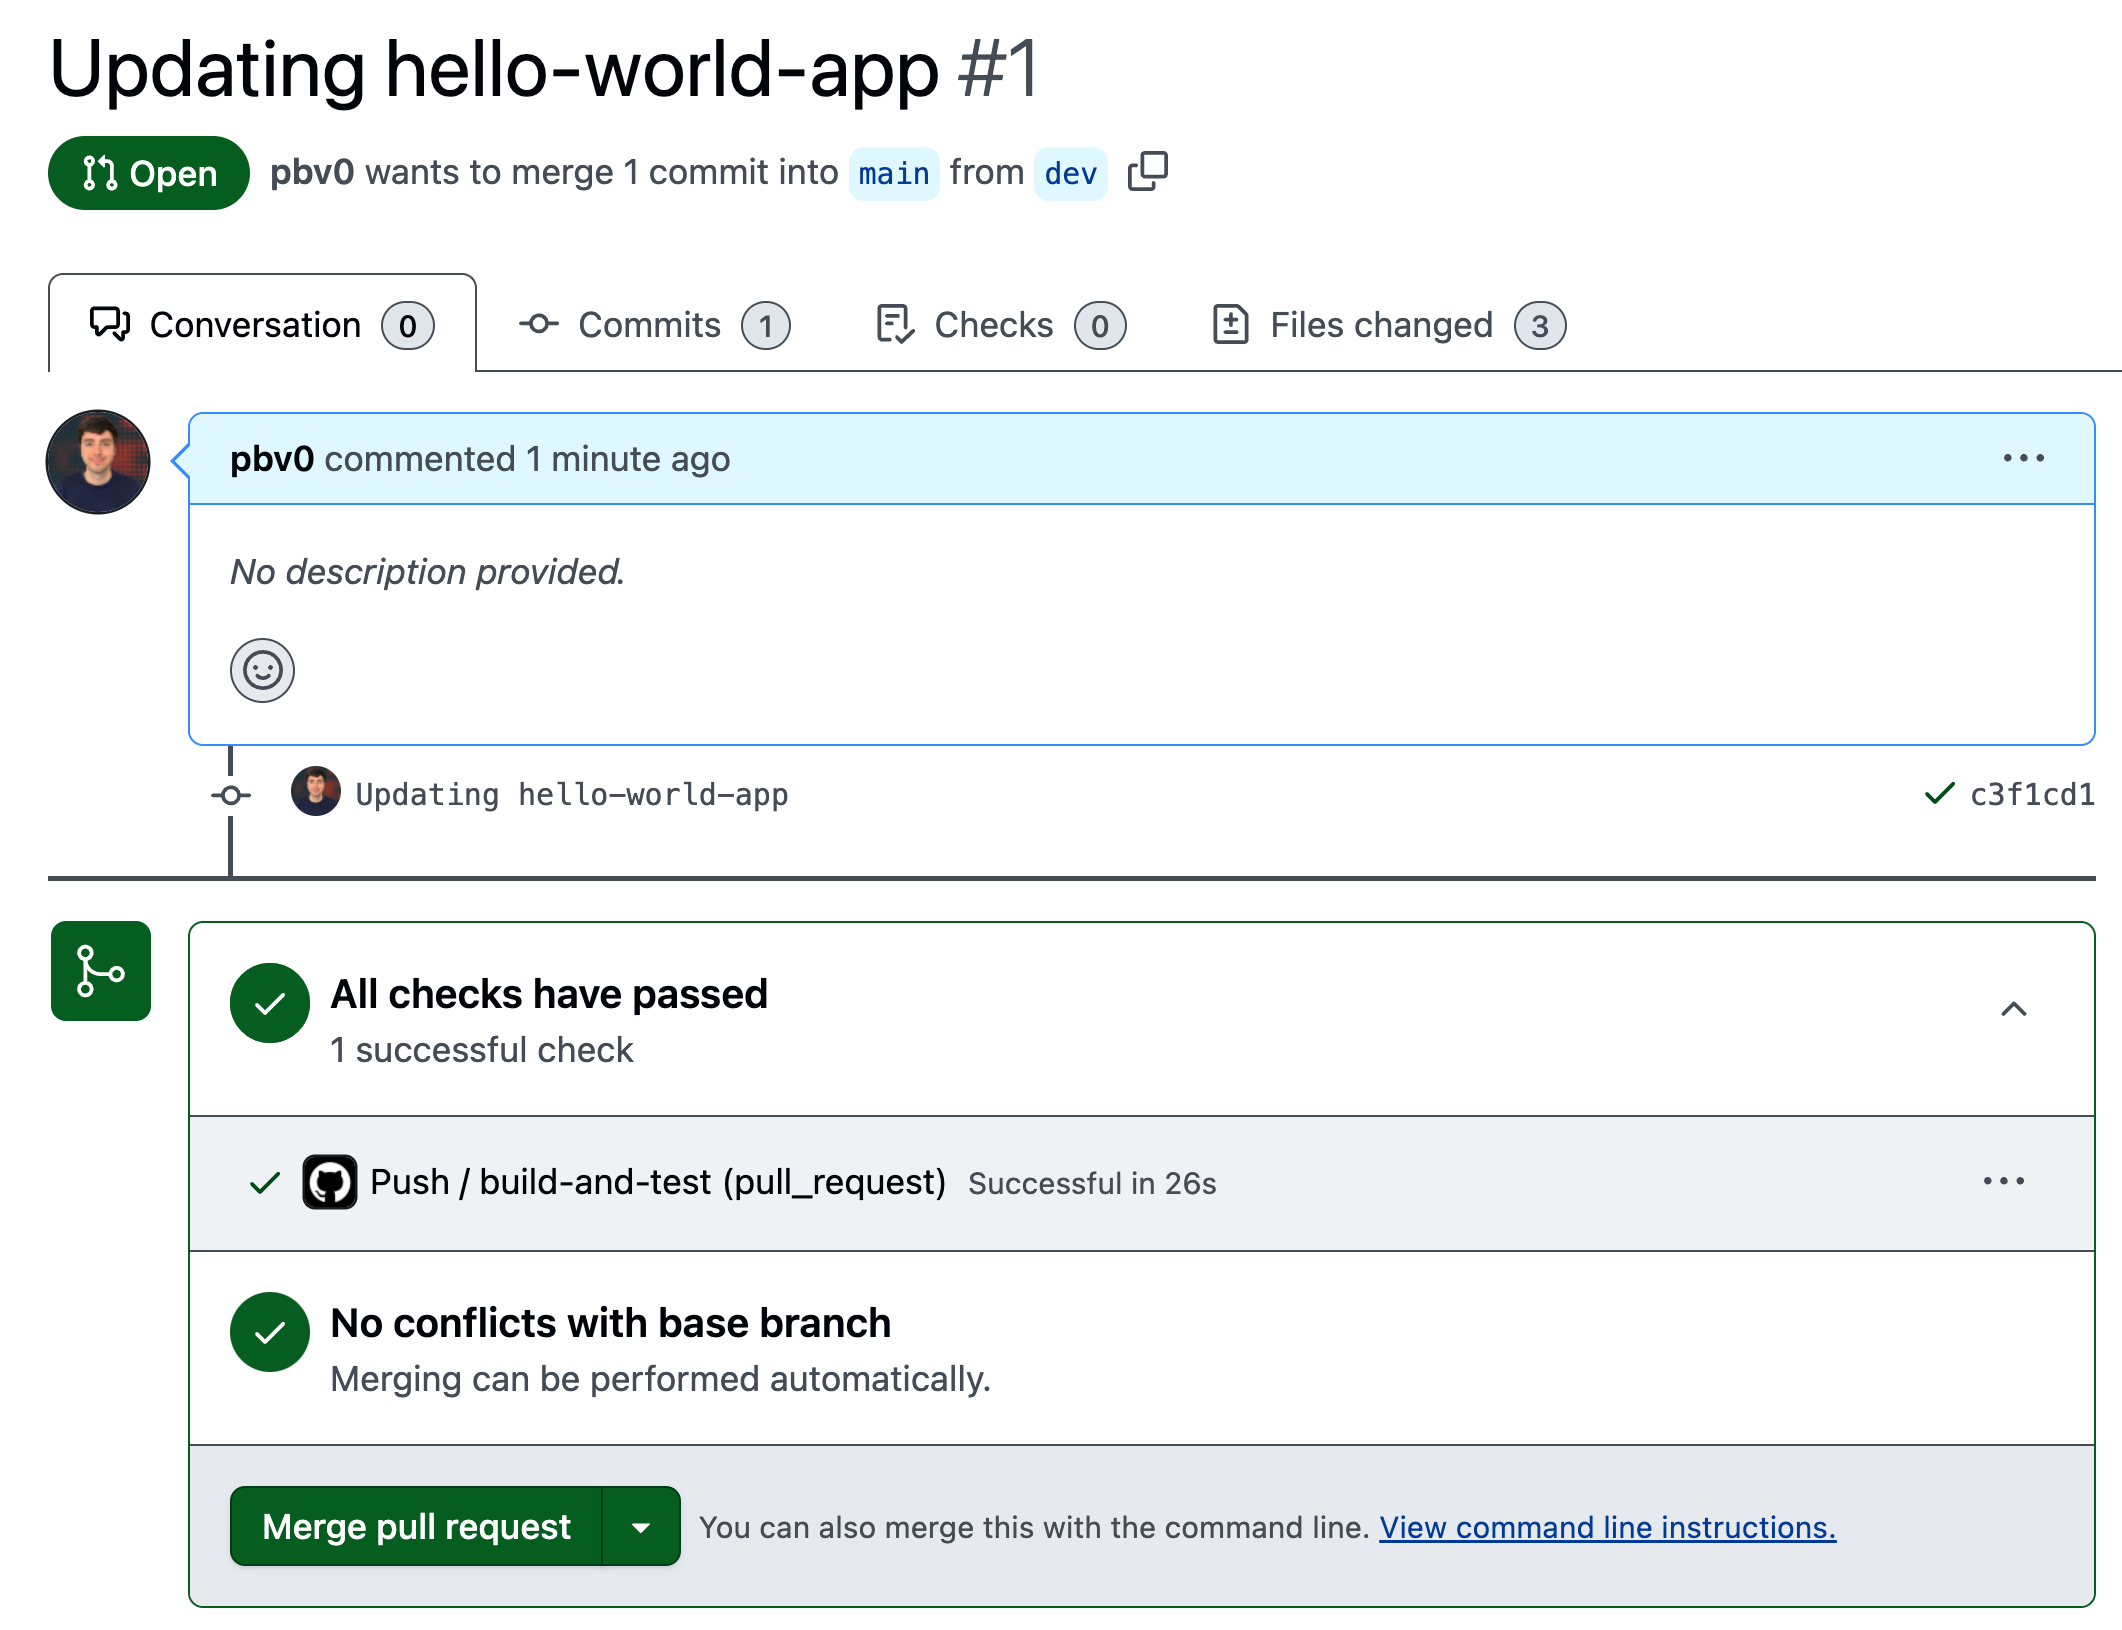 Updating hello-world-app #1
Open pbv0 wants to merge 1 commit into main from dev
Conversation 0 Commits 1 Checks 0 Files changed 3
pbv0 commented 1 minute ago
No description provided.
Updating hello-world-app c3f1cd1
All checks have passed
1 successful check
Push / build-and-test (pull_request) Successful in 26s
No conflicts with base branch
Merging can be performed automatically.
Merge pull request You can also merge this with the command line. View command line instructions.